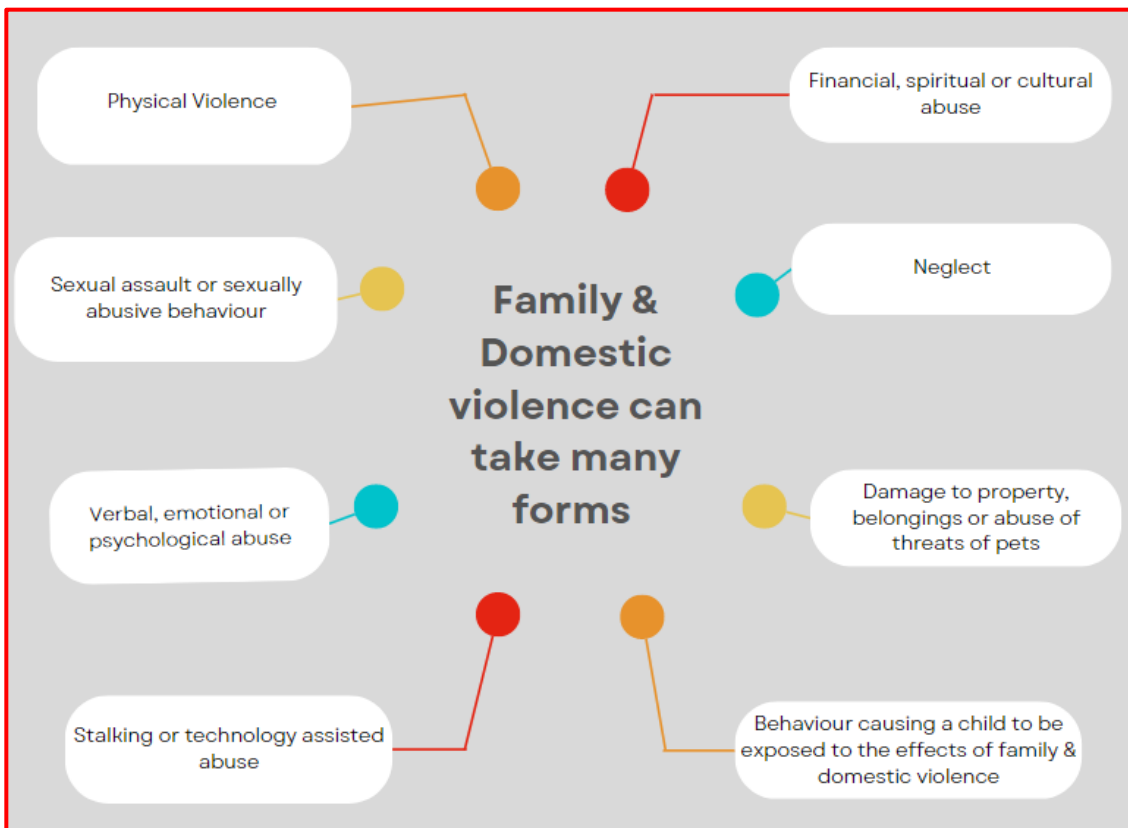 Physical Violence
Financial, spiritual or cultural
abuse
Sexual assault or sexually
abusive behaviour
Neglect
Family &
Domestic
violence can
take many
forms
Verbal, emotional or
psychological abuse
Damage to property,
belongings or abuse of
threats of pets
Stalking or technology assisted
abuse
Behaviour causing a child to be
exposed to the effects of family &
domestic violence